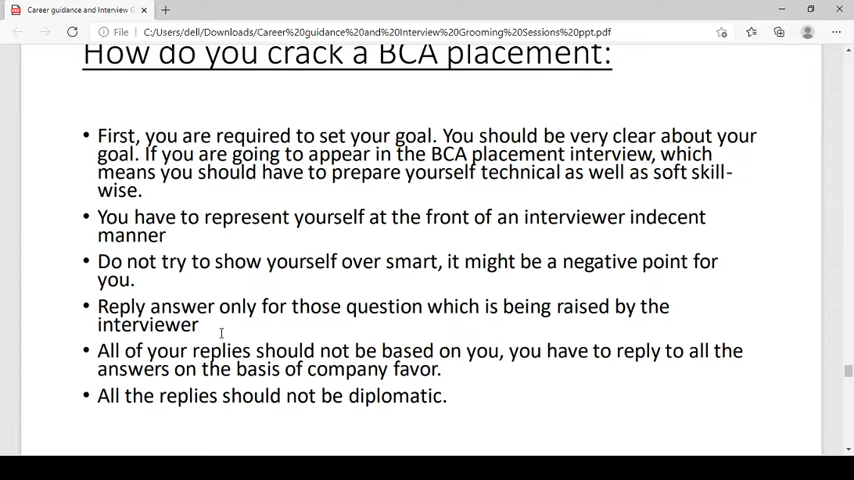 Career guidance and Interview G
File
C:/Users/dell/Downloads/Career%20guidance%20and%20Interview%20Grooming%20Sessions%20ppt.pdf
How do you crack a BCA placement:
• First, you are required to set your goal. You should be very clear about your
goal. If you are going to appear in the BCA placement interview, which
means you should have to prepare yourself technical as well as soft skill-
wise.
• You have to represent yourself at the front of an interviewer indecent
manner
• Do not try to show yourself over smart, it might be a negative point for
you.
• Reply answer only for those question which is being raised by the
interviewer
• All of your replies should not be based on you, you have to reply to all the
answers on the basis of company favor.
• All the replies should not be diplomatic.